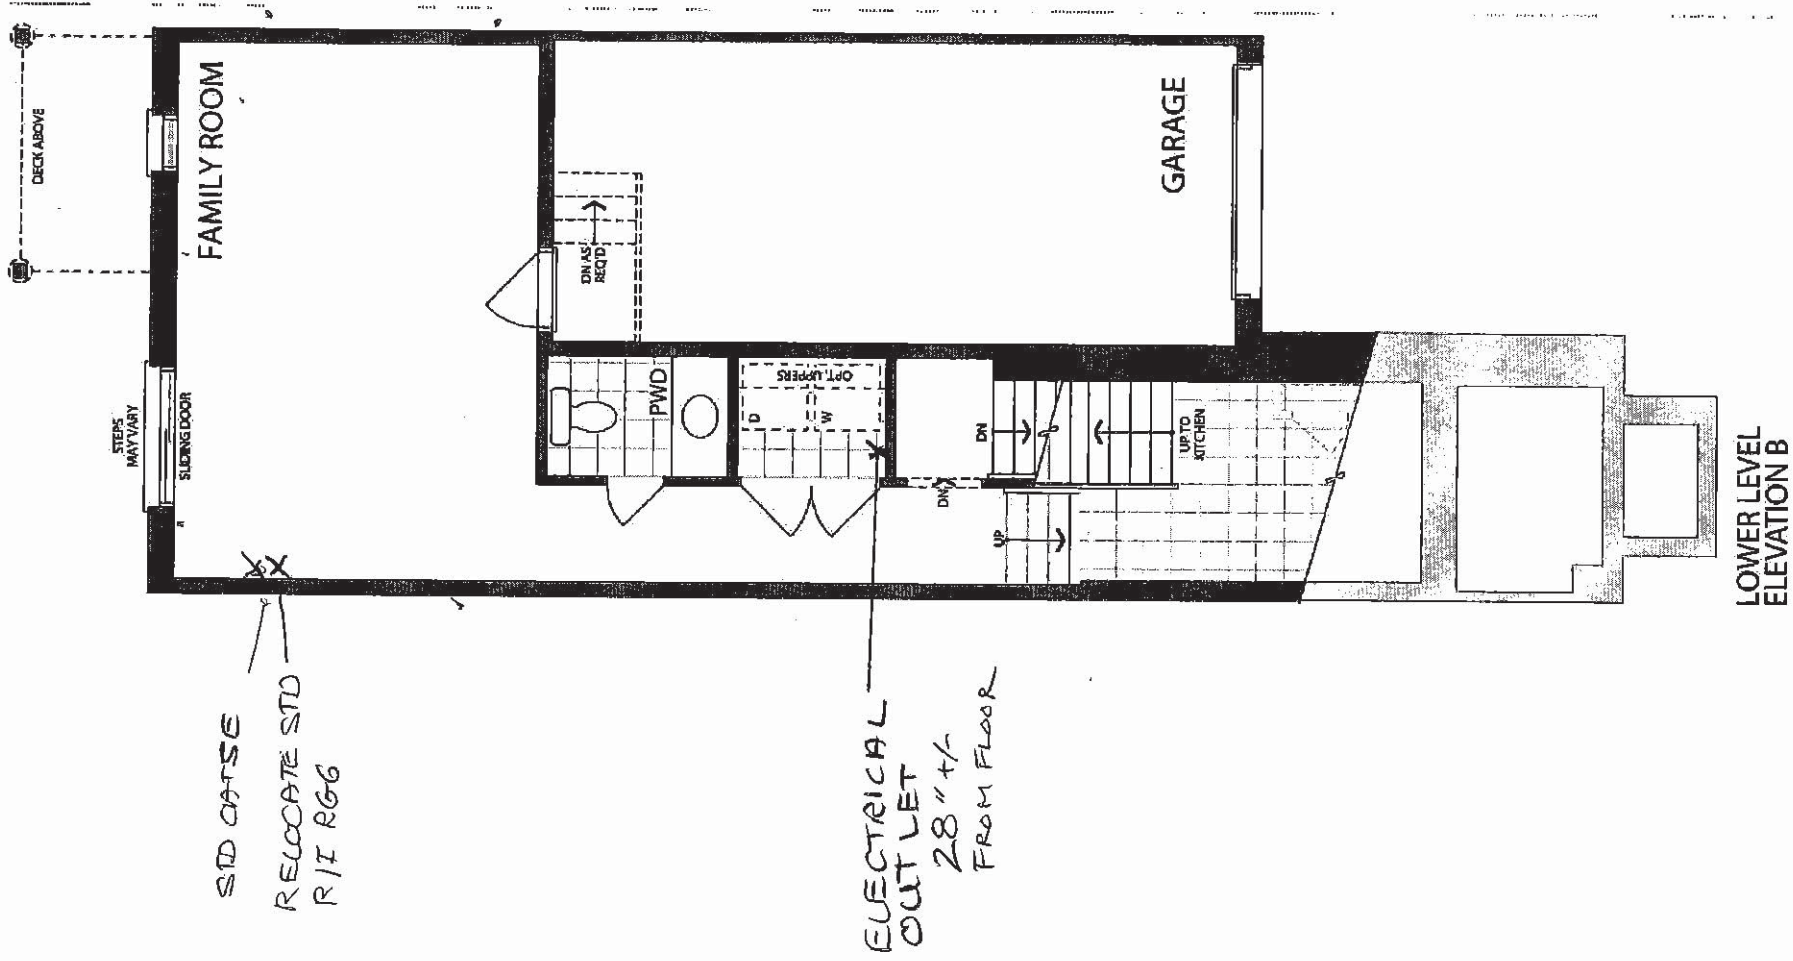 DECK ABOVE
FAMILY ROOM
STEPS
MAY VARY
SLIDING DOOR
GARAGE
DN AS
REQ'D
PWD
OPT. UPPERS
D
W
DN
UP TO
KITCHEN
DN
UP
STD CAT5E
RELOCATE STD
R/I RG6
ELECTRICAL
OUTLET
28" +/-
FROM FLOOR
LOWER LEVEL
ELEVATION B